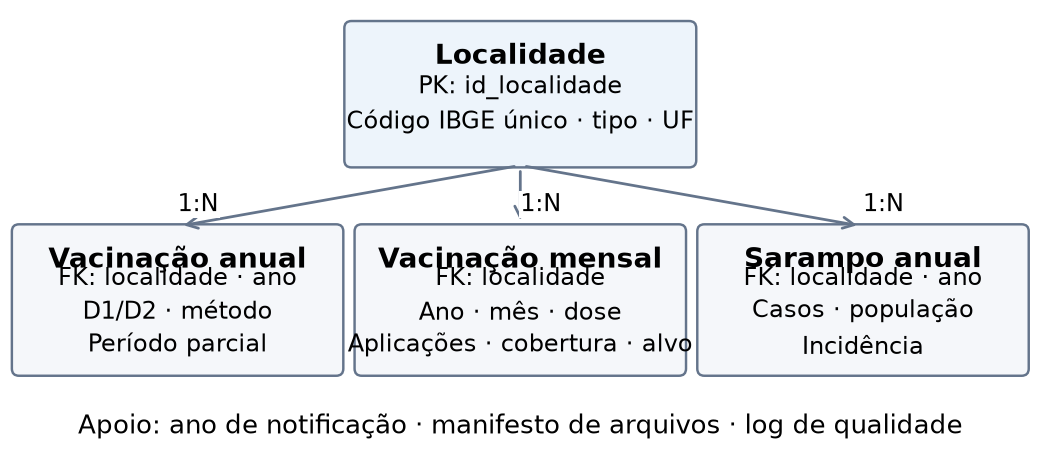 Localidade
PK: id_localidade
Código IBGE único · tipo · UF
1:N
1:N
1:N
Vacinação anual
FK: localidade · ano
D1/D2 · método
Período parcial
Vacinação mensal
FK: localidade
Ano · mês · dose
Aplicações · cobertura · alvo
Sarampo anual
FK: localidade · ano
Casos · população
Incidência
Apoio: ano de notificação · manifesto de arquivos · log de qualidade